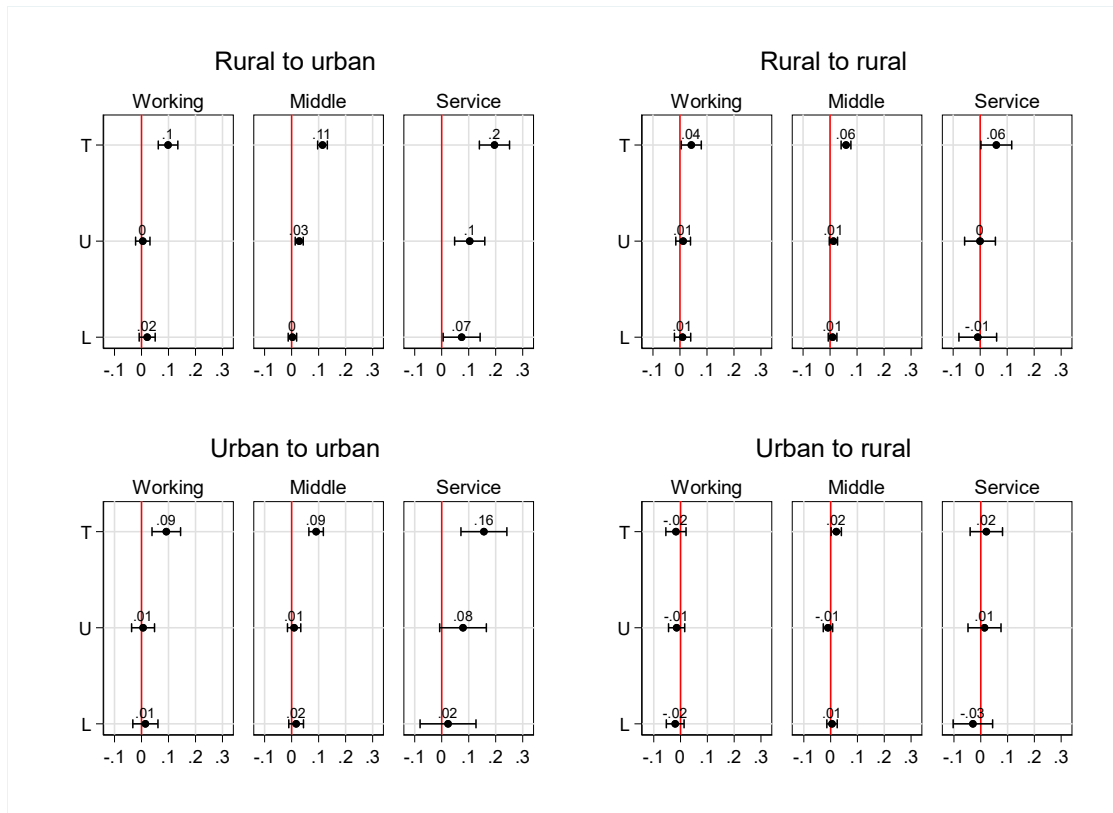 Rural to urban
Working Middle Service
T .1 .11 .2
U 0 .03 .1
L .02 0 .07
-.1 0 .1 .2 .3 -.1 0 .1 .2 .3 -.1 0 .1 .2 .3
Rural to rural
Working Middle Service
T .04 .06 .06
U .01 .01 0
L .01 .01 -.01
-.1 0 .1 .2 .3 -.1 0 .1 .2 .3 -.1 0 .1 .2 .3
Urban to urban
Working Middle Service
T .09 .09 .16
U .01 .01 .08
L .01 .02 .02
-.1 0 .1 .2 .3 -.1 0 .1 .2 .3 -.1 0 .1 .2 .3
Urban to rural
Working Middle Service
T -.02 .02 .02
U -.01 -.01 .01
L -.02 .01 -.03
-.1 0 .1 .2 .3 -.1 0 .1 .2 .3 -.1 0 .1 .2 .3